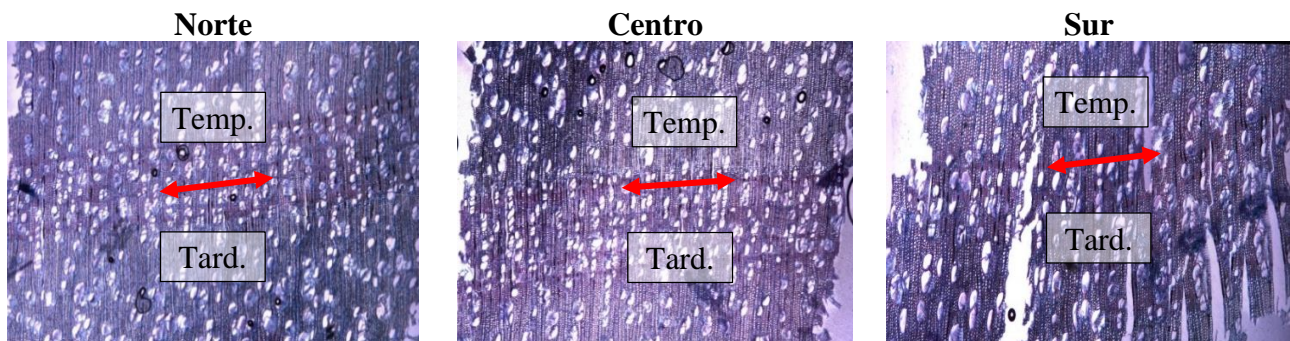 Norte
Centro
Sur
Temp.
Temp.
Temp.
Tard.
Tard.
Tard.